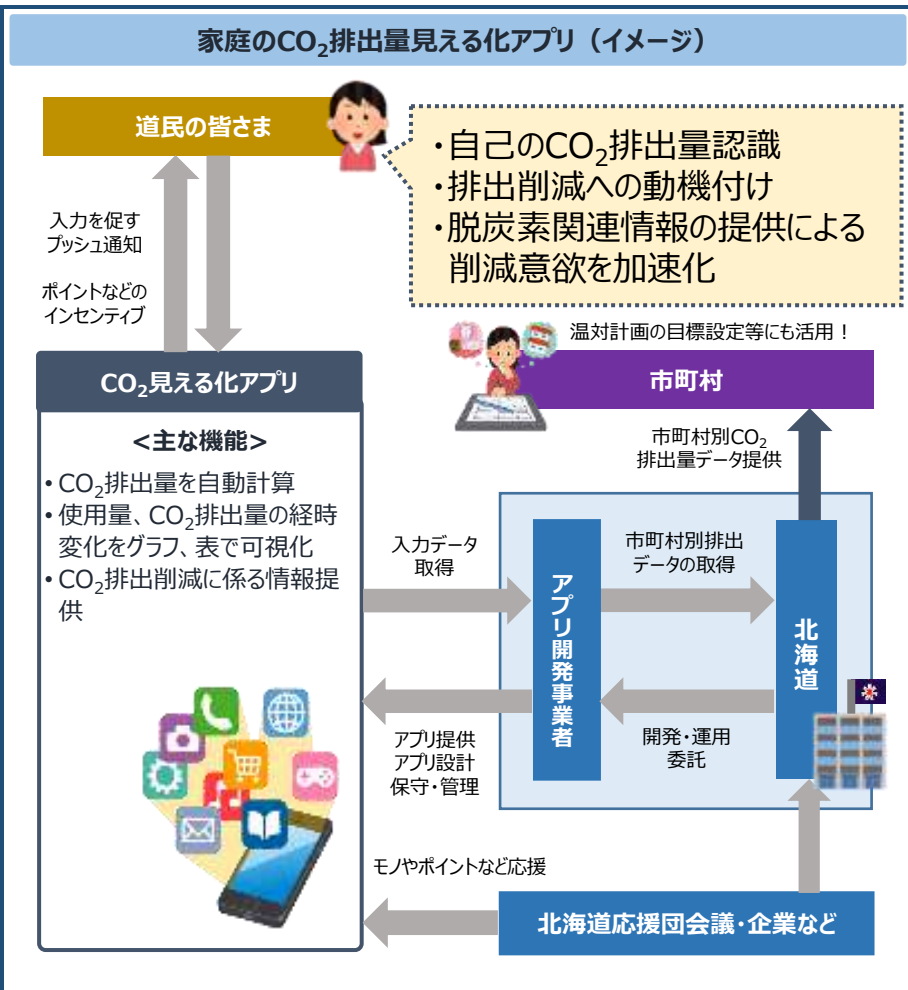 家庭のCO₂排出量見える化アプリ（イメージ）
道民の皆さま
・自己のCO₂排出量認識
・排出削減への動機付け
・脱炭素関連情報の提供による
削減意欲を加速化
入力を促す
プッシュ通知
ポイントなどの
インセンティブ
温対計画の目標設定等にも活用！
市町村
CO₂見える化アプリ
<主な機能>
・CO₂排出量を自動計算
・使用量、CO₂排出量の経時
変化をグラフ、表で可視化
・CO₂排出削減に係る情報提
供
市町村別CO₂
排出量データ提供
入力データ
取得
市町村別排出
データの取得
アプリ開発事業者
北海道
アプリ提供
アプリ設計
保守・管理
開発・運用
委託
モノやポイントなど応援
北海道応援団会議・企業など